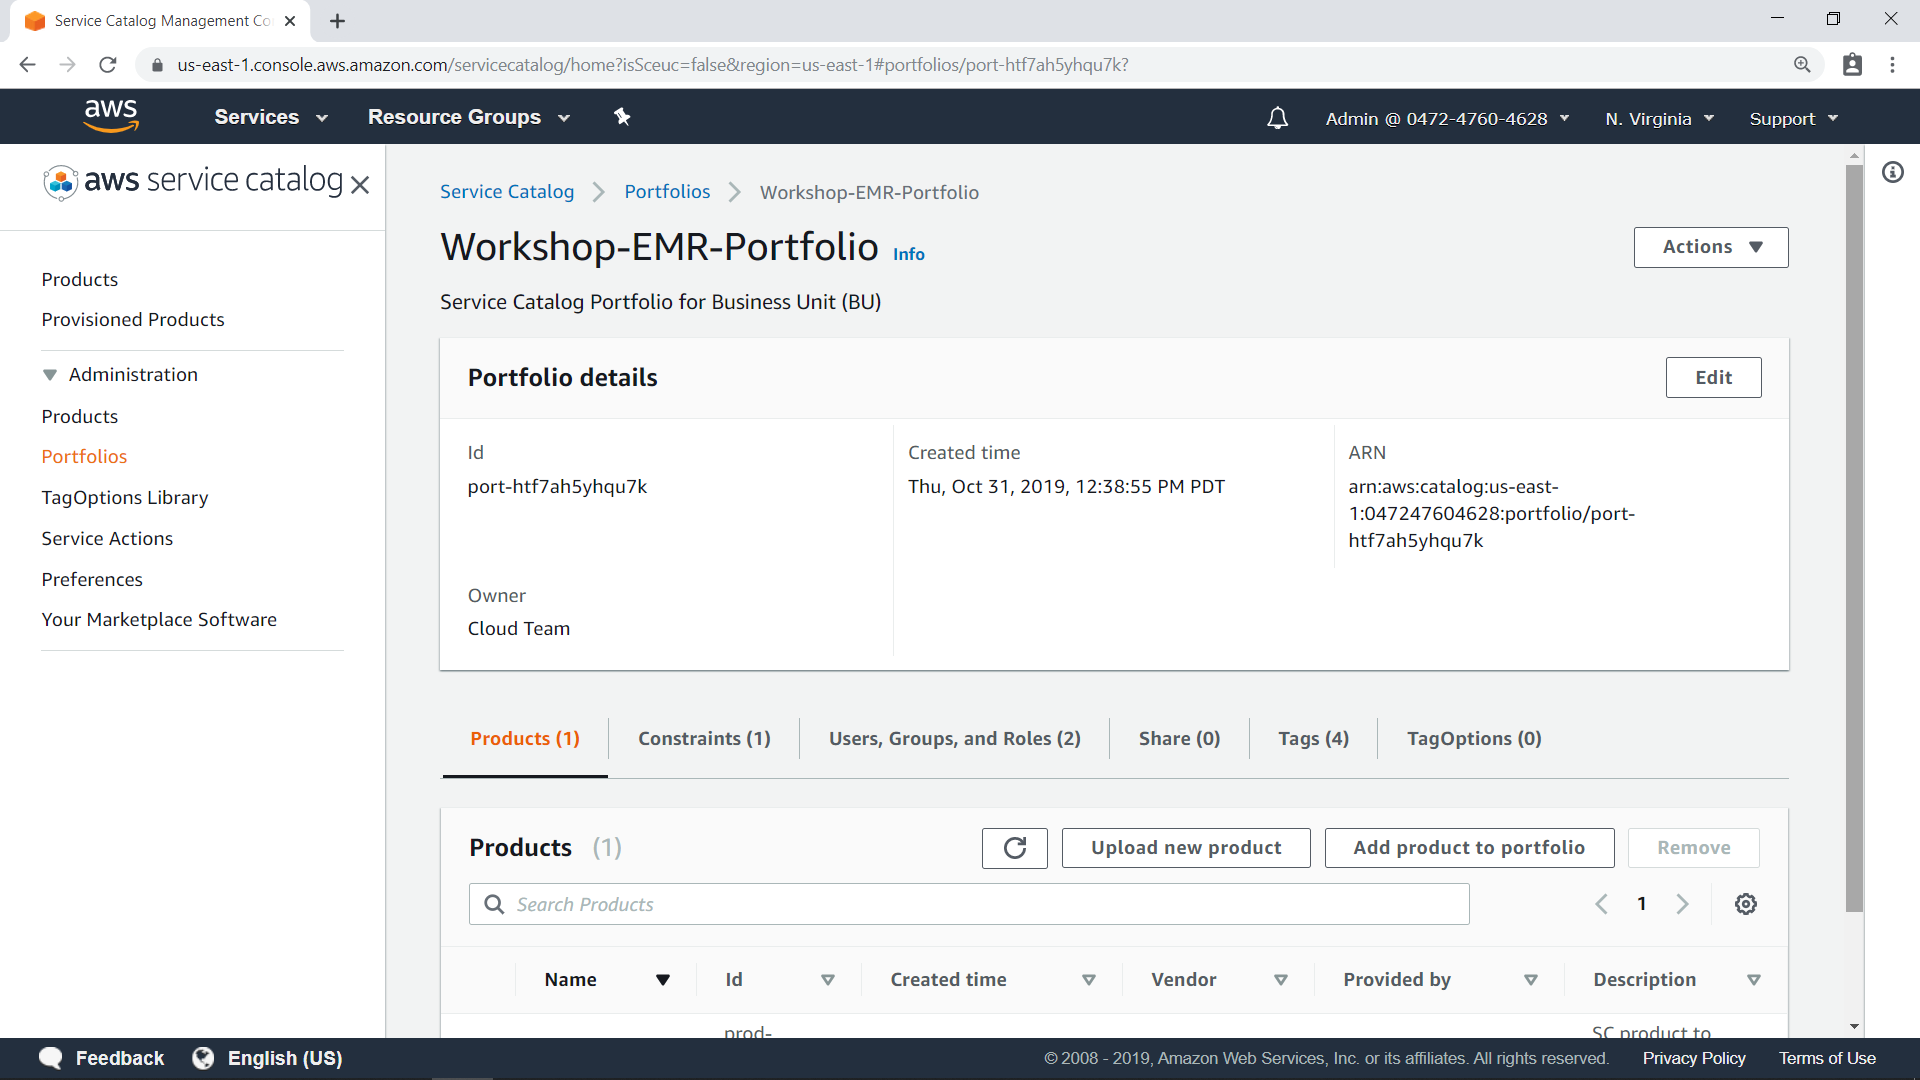 Service Catalog Management Co
us-east-1.console.aws.amazon.com/servicecatalog/home?isSceuc=false&region=us-east-1#portfolios/port-htf7ah5yhqu7k?
aws Services Resource Groups Admin @ 0472-4760-4628 N. Virginia Support
aws service catalog
Products
Provisioned Products
Administration
Products
Portfolios
TagOptions Library
Service Actions
Preferences
Your Marketplace Software
Service Catalog Portfolios Workshop-EMR-Portfolio
Workshop-EMR-Portfolio Info
Actions
Service Catalog Portfolio for Business Unit (BU)
Portfolio details
Edit
Id
port-htf7ah5yhqu7k
Created time
Thu, Oct 31, 2019, 12:38:55 PM PDT
ARN
arn:aws:catalog:us-east-
1:047247604628:portfolio/port-
htf7ah5yhqu7k
Owner
Cloud Team
Products (1) Constraints (1) Users, Groups, and Roles (2) Share (0) Tags (4) TagOptions (0)
Products (1)
Upload new product Add product to portfolio Remove
Search Products
1
Name Id Created time Vendor Provided by Description
prod- SC product to
Feedback English (US) © 2008 - 2019, Amazon Web Services, Inc. or its affiliates. All rights reserved. Privacy Policy Terms of Use